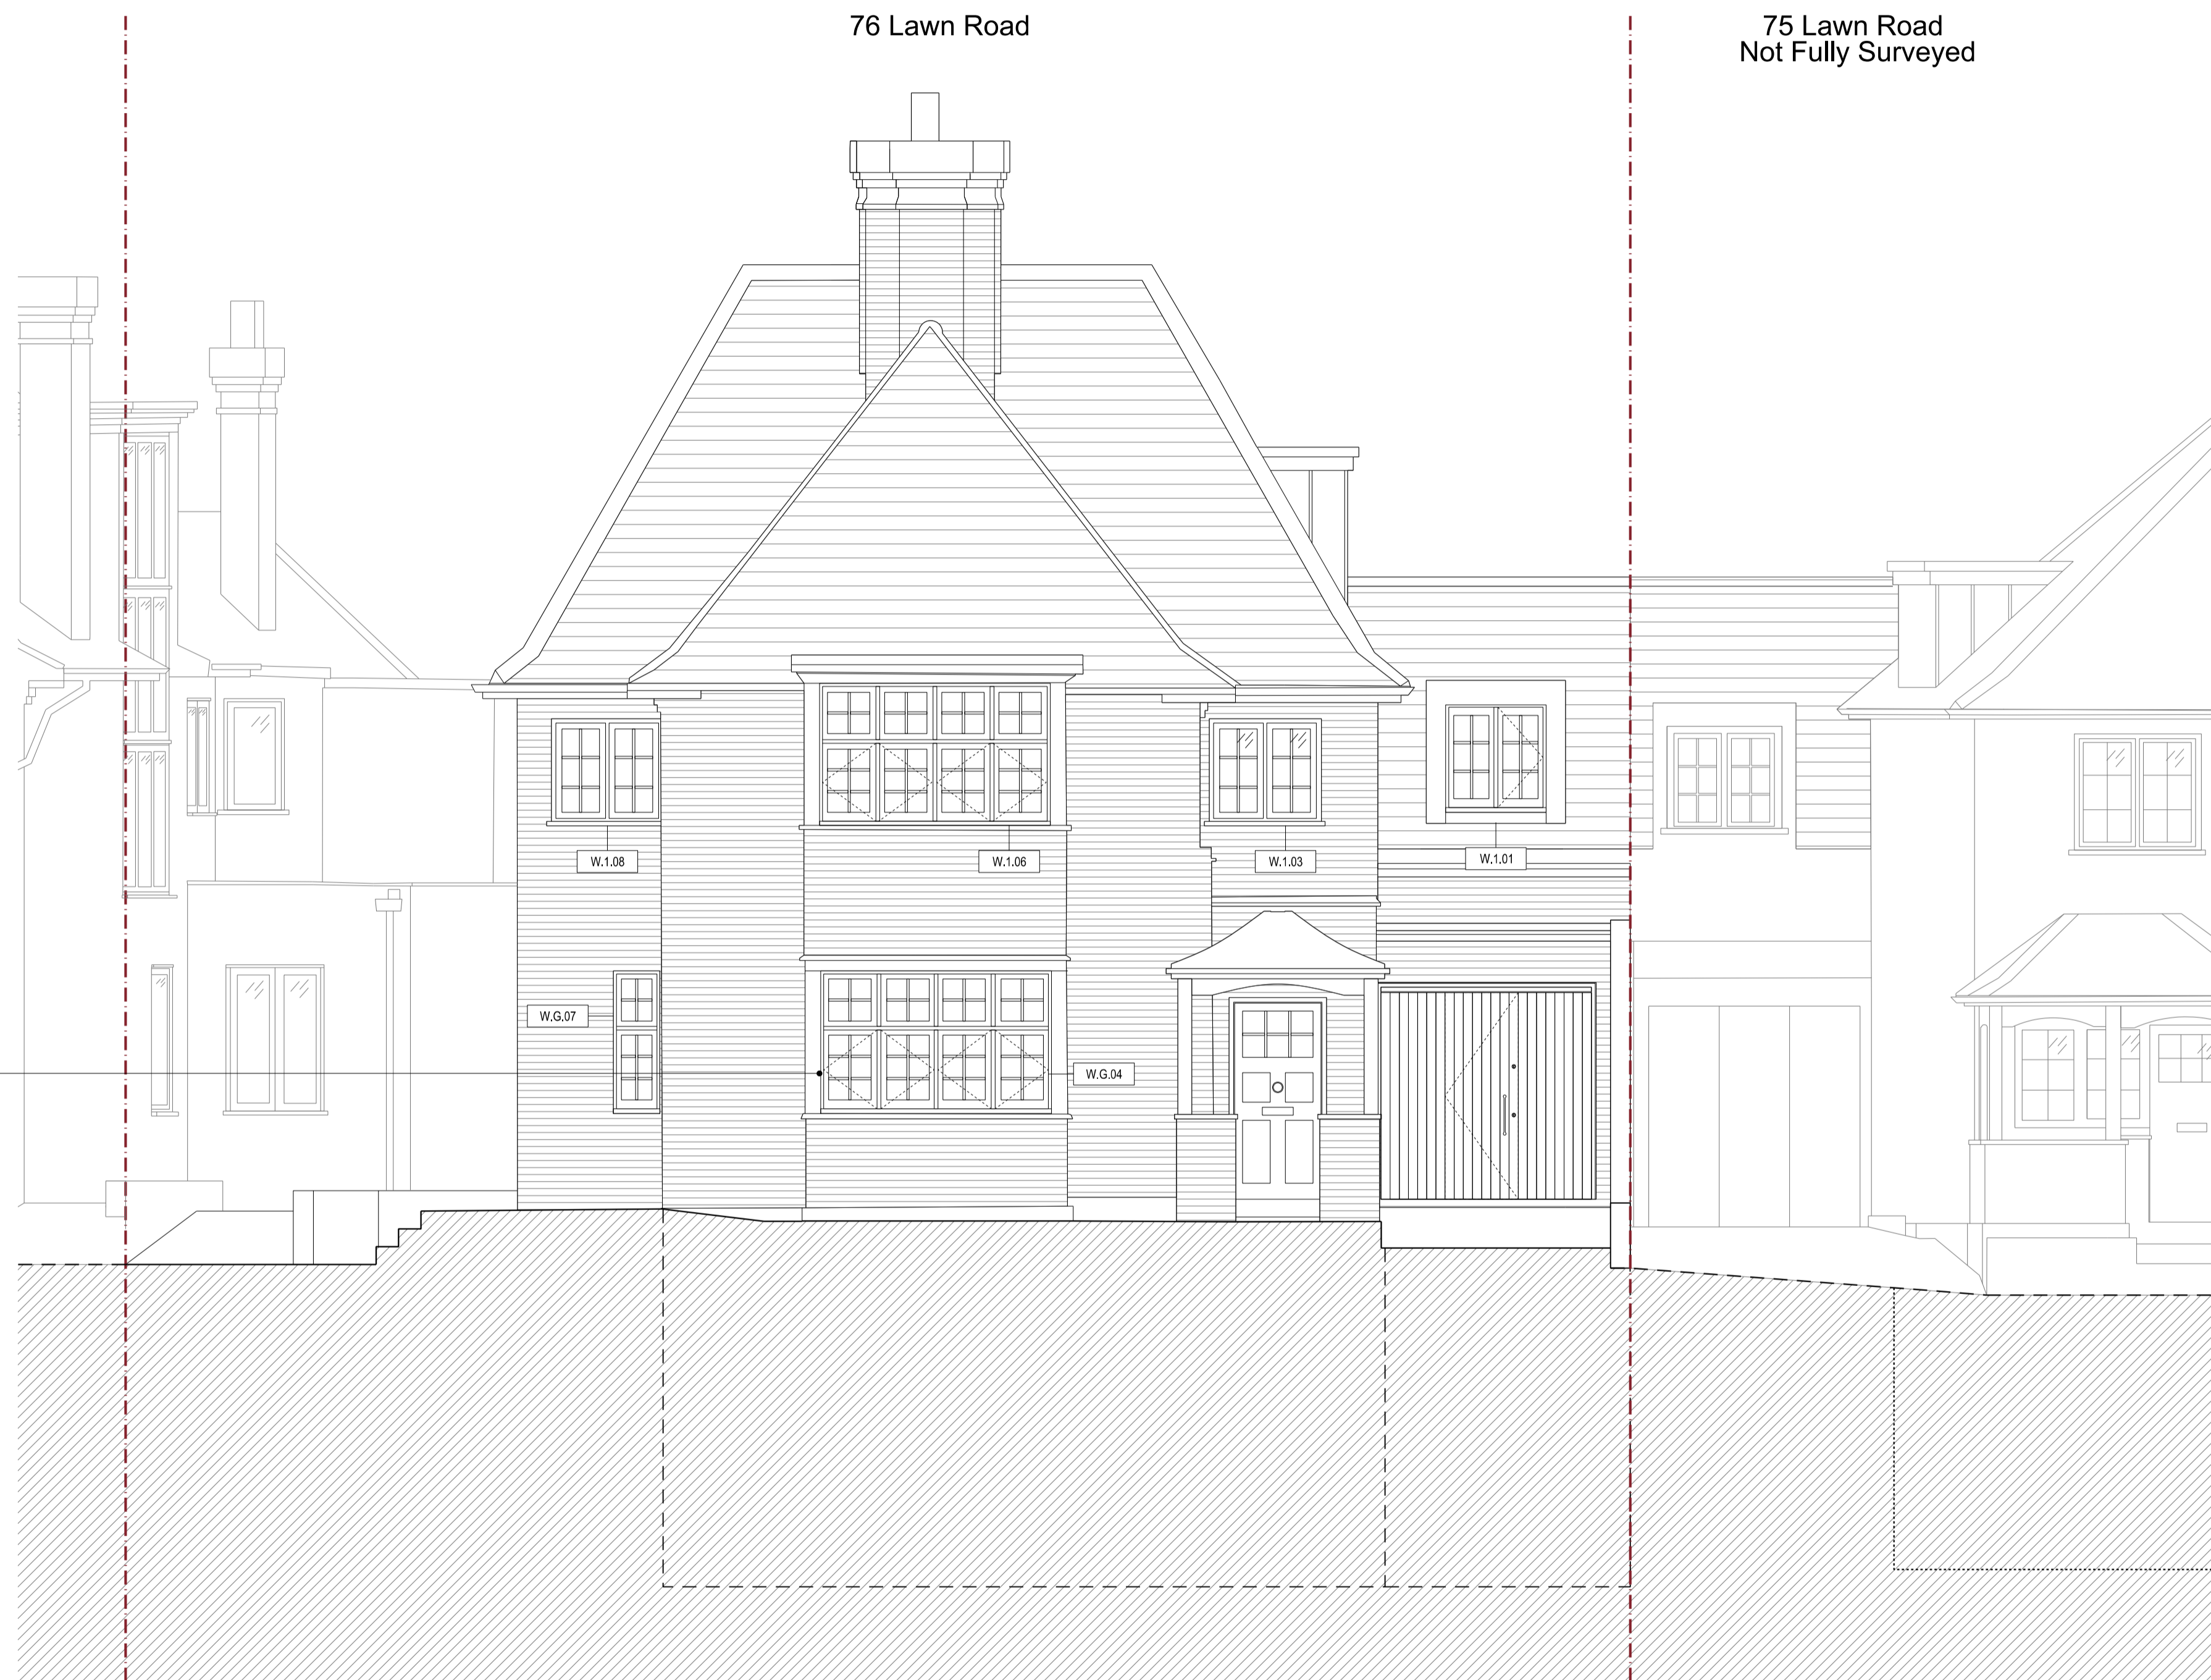 76 Lawn Road
75 Lawn Road
Not Fully Surveyed
W.1.08
W.1.06
W.1.03
W.1.01
W.G.07
W.G.04